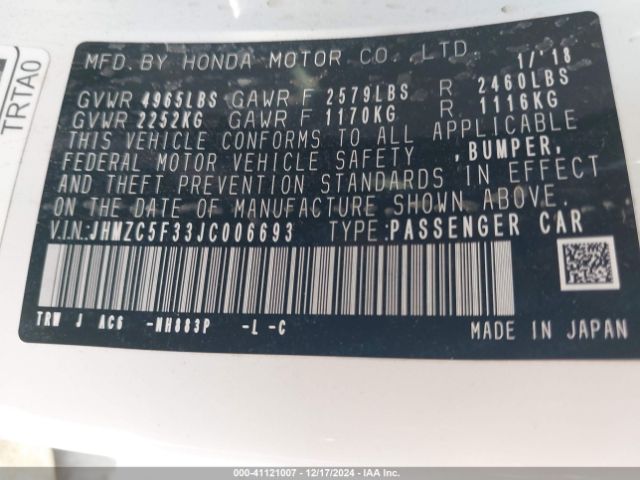 TRTA0
MFD. BY HONDA MOTOR CO., LTD. 1/'18
GVWR 4965LBS GAWR F 2579LBS R 2460LBS
GVWR 2252KG GAWR F 1170KG R 1116KG
THIS VEHICLE CONFORMS TO ALL APPLICABLE
FEDERAL MOTOR VEHICLE SAFETY ,BUMPER,
AND THEFT PREVENTION STANDARDS IN EFFECT
ON THE DATE OF MANUFACTURE SHOWN ABOVE.
V.I.N.:JHMZC5F33JC006693 TYPE:PASSENGER CAR
TRW J AC6 -NH883P -L -C
MADE IN JAPAN
000-41121007 | 12/17/2024 | IAAI.COM